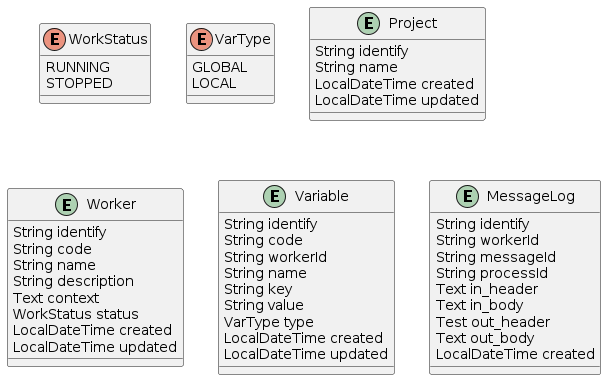 E WorkStatus
RUNNING
STOPPED
E VarType
GLOBAL
LOCAL
E Project
String identify
String name
LocalDateTime created
LocalDateTime updated
E Worker
String identify
String code
String name
String description
Text context
WorkStatus status
LocalDateTime created
LocalDateTime updated
E Variable
String identify
String code
String workerId
String name
String key
String value
VarType type
LocalDateTime created
LocalDateTime updated
E MessageLog
String identify
String workerId
String messageId
String processId
Text in_header
Text in_body
Test out_header
Text out_body
LocalDateTime created